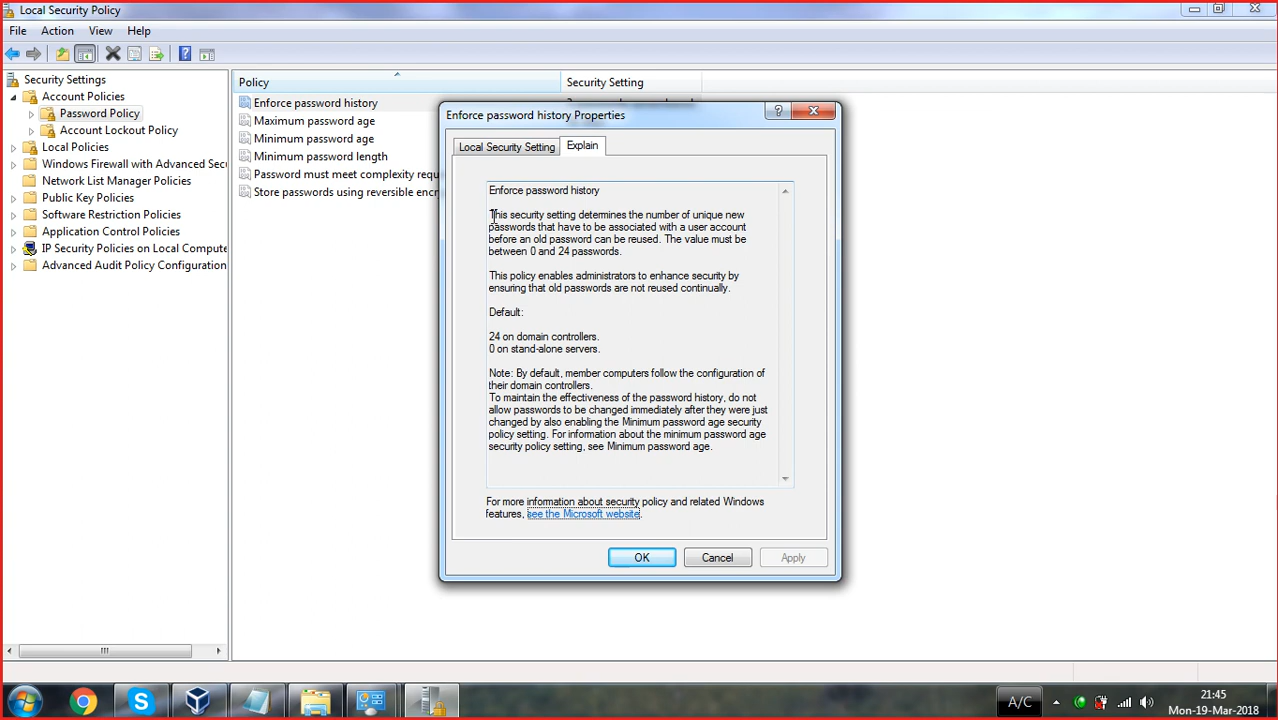 Local Security Policy
File Action View Help
Security Settings
Account Policies
Password Policy
Account Lockout Policy
Local Policies
Windows Firewall with Advanced Secu
Network List Manager Policies
Public Key Policies
Software Restriction Policies
Application Control Policies
IP Security Policies on Local Compute
Advanced Audit Policy Configuration
Policy Security Setting
Enforce password history
Maximum password age
Minimum password age
Minimum password length
Password must meet complexity requ
Store passwords using reversible encr
Enforce password history Properties
Local Security Setting Explain
Enforce password history
This security setting determines the number of unique new
passwords that have to be associated with a user account
before an old password can be reused. The value must be
between 0 and 24 passwords.
This policy enables administrators to enhance security by
ensuring that old passwords are not reused continually.
Default:
24 on domain controllers.
0 on stand-alone servers.
Note: By default, member computers follow the configuration of
their domain controllers.
To maintain the effectiveness of the password history, do not
allow passwords to be changed immediately after they were just
changed by also enabling the Minimum password age security
policy setting. For information about the minimum password age
security policy setting, see Minimum password age.
For more information about security policy and related Windows
features, see the Microsoft website.
OK Cancel Apply
A/C
21:45
Mon-19-Mar-2018